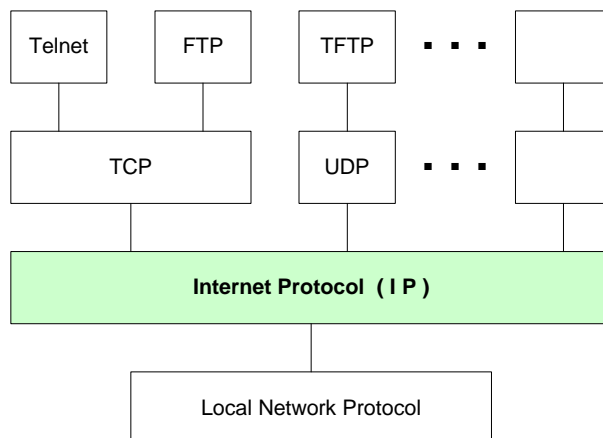 Telnet
FTP
TFTP
TCP
UDP
Internet Protocol ( I P )
Local Network Protocol